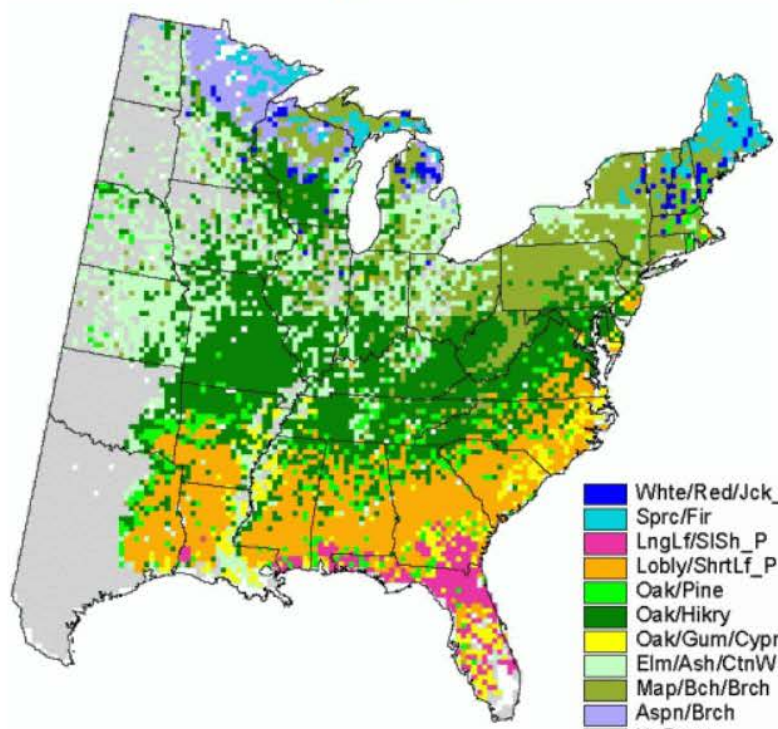 Whte/Red/Jck_
Sprc/Fir
LngLf/SlSh_P
Lobly/ShrtLf_P
Oak/Pine
Oak/Hikry
Oak/Gum/Cypr
Elm/Ash/CtnW
Map/Bch/Brch
Aspn/Brch